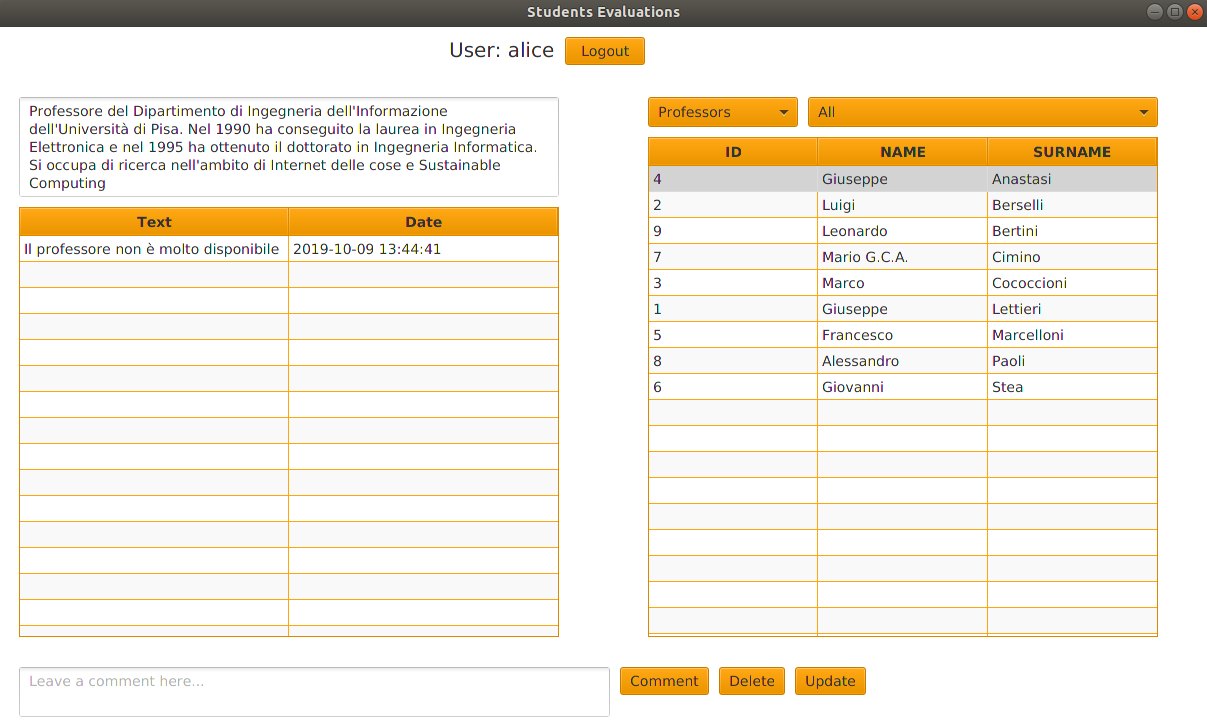 Students Evaluations
User: alice Logout
Professore del Dipartimento di Ingegneria dell'Informazione
dell'Università di Pisa. Nel 1990 ha conseguito la laurea in Ingegneria
Elettronica e nel 1995 ha ottenuto il dottorato in Ingegneria Informatica.
Si occupa di ricerca nell'ambito di Internet delle cose e Sustainable
Computing
Text Date
Il professore non è molto disponibile 2019-10-09 13:44:41
Professors All
ID NAME SURNAME
4 Giuseppe Anastasi
2 Luigi Berselli
9 Leonardo Bertini
7 Mario G.C.A. Cimino
3 Marco Cococcioni
1 Giuseppe Lettieri
5 Francesco Marcelloni
8 Alessandro Paoli
6 Giovanni Stea
Leave a comment here... Comment Delete Update